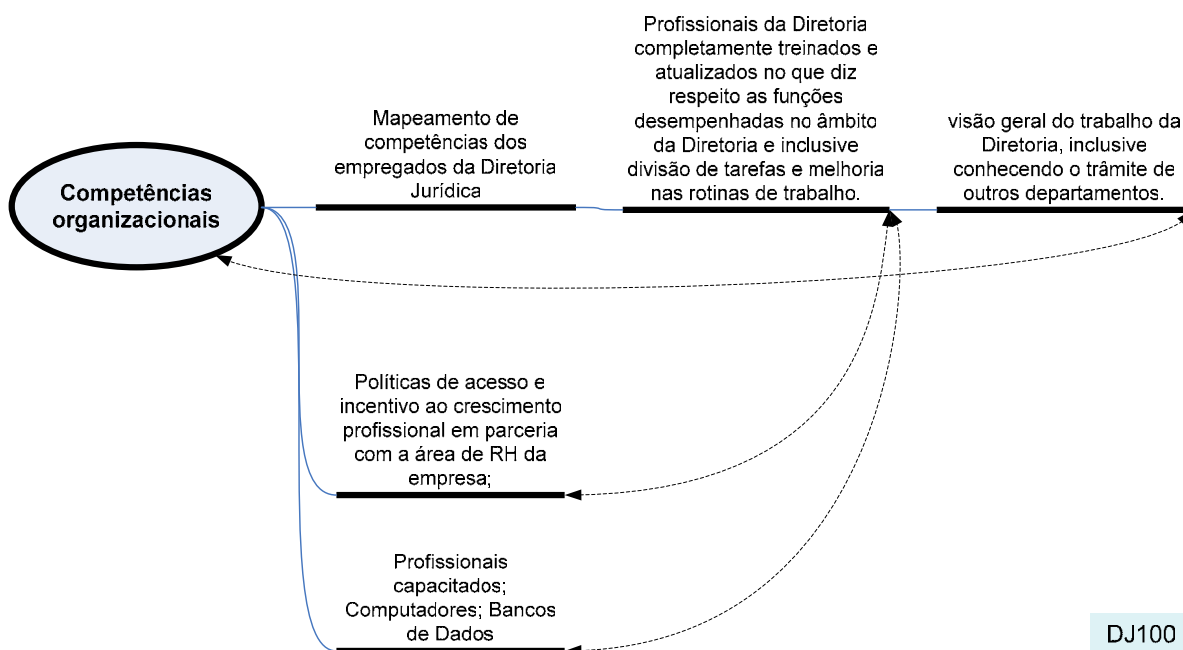 Competências
organizacionais
Mapeamento de
competências dos
empregados da Diretoria
Jurídica
Profissionais da Diretoria
completamente treinados e
atualizados no que diz
respeito as funções
desempenhadas no âmbito
da Diretoria e inclusive
divisão de tarefas e melhoria
nas rotinas de trabalho.
visão geral do trabalho da
Diretoria, inclusive
conhecendo o trâmite de
outros departamentos.
Políticas de acesso e
incentivo ao crescimento
profissional em parceria
com a área de RH da
empresa;
Profissionais
capacitados;
Computadores; Bancos
de Dados
DJ100